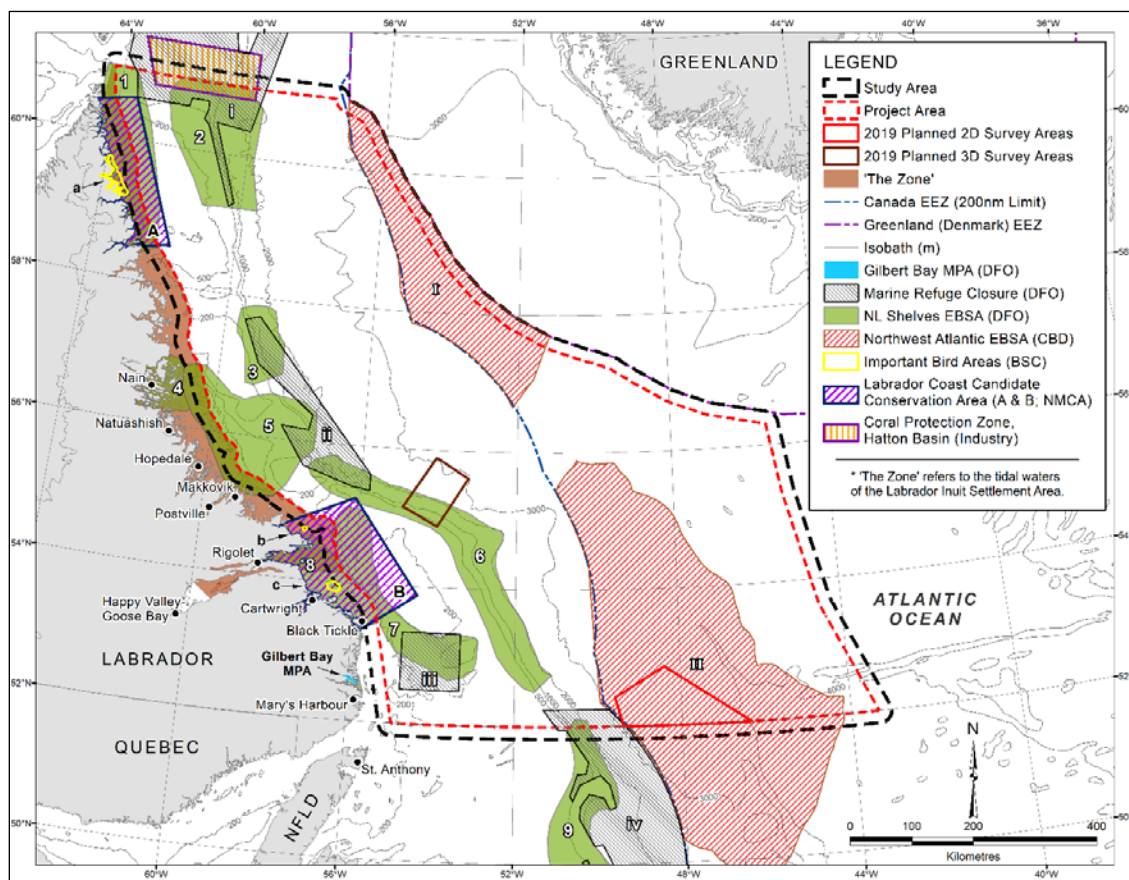 64°W 60°W 56°W 52°W 48°W 44°W 40°W 36°W
GREENLAND
LEGEND
Study Area
Project Area
2019 Planned 2D Survey Areas
2019 Planned 3D Survey Areas
'The Zone'
Canada EEZ (200nm Limit)
Greenland (Denmark) EEZ
Isobath (m)
Gilbert Bay MPA (DFO)
Marine Refuge Closure (DFO)
NL Shelves EBSA (DFO)
Northwest Atlantic EBSA (CBD)
Important Bird Areas (BSC)
Labrador Coast Candidate
Conservation Area (A & B; NMCA)
Coral Protection Zone,
Hatton Basin (Industry)
* 'The Zone' refers to the tidal waters
of the Labrador Inuit Settlement Area.
60°N
58°N
56°N
54°N
52°N
50°N
1
2
i
a
A
I
3
4
5
ii
6
b
8
c
B
7
iii
II
9
iv
Nain
Natuashish
Hopedale
Makkovik
Postville
Rigolet
Happy Valley-
Goose Bay
Cartwright
Black Tickle
LABRADOR
Gilbert Bay
MPA
Mary's Harbour
QUEBEC
St. Anthony
NFLD
ATLANTIC
OCEAN
200
3000
4000
N
0 100 200 400
Kilometres
60°W 56°W 52°W 48°W 44°W 40°W